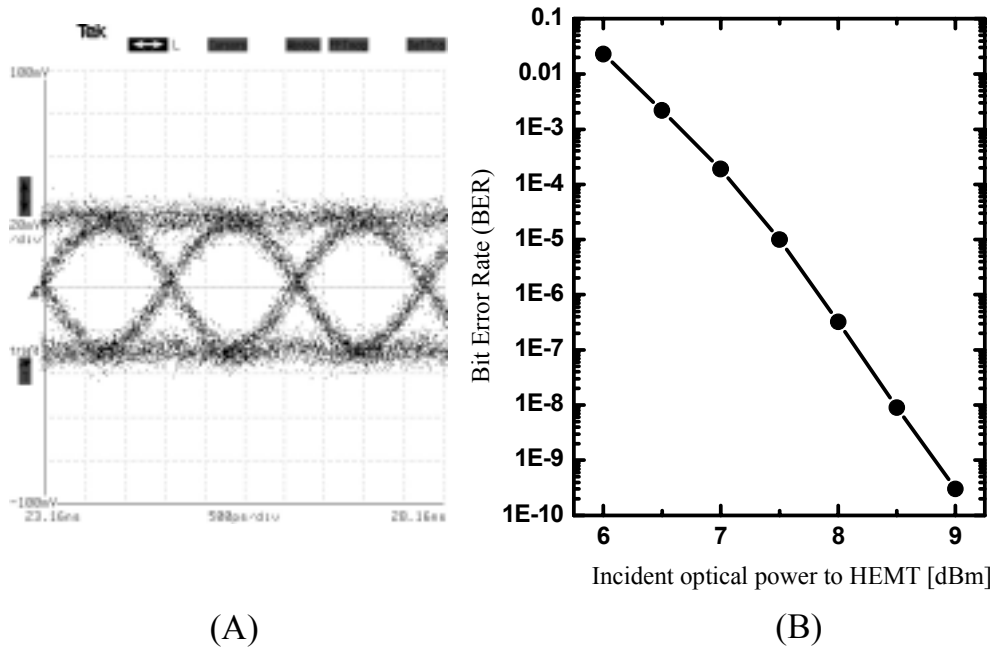 Tek
L
100mV
20mV
/div
-100mV
23.16ns 500ps/div 28.16ns
(A)
0.1
0.01
1E-3
1E-4
1E-5
1E-6
1E-7
1E-8
1E-9
1E-10
Bit Error Rate (BER)
6 7 8 9
Incident optical power to HEMT [dBm]
(B)